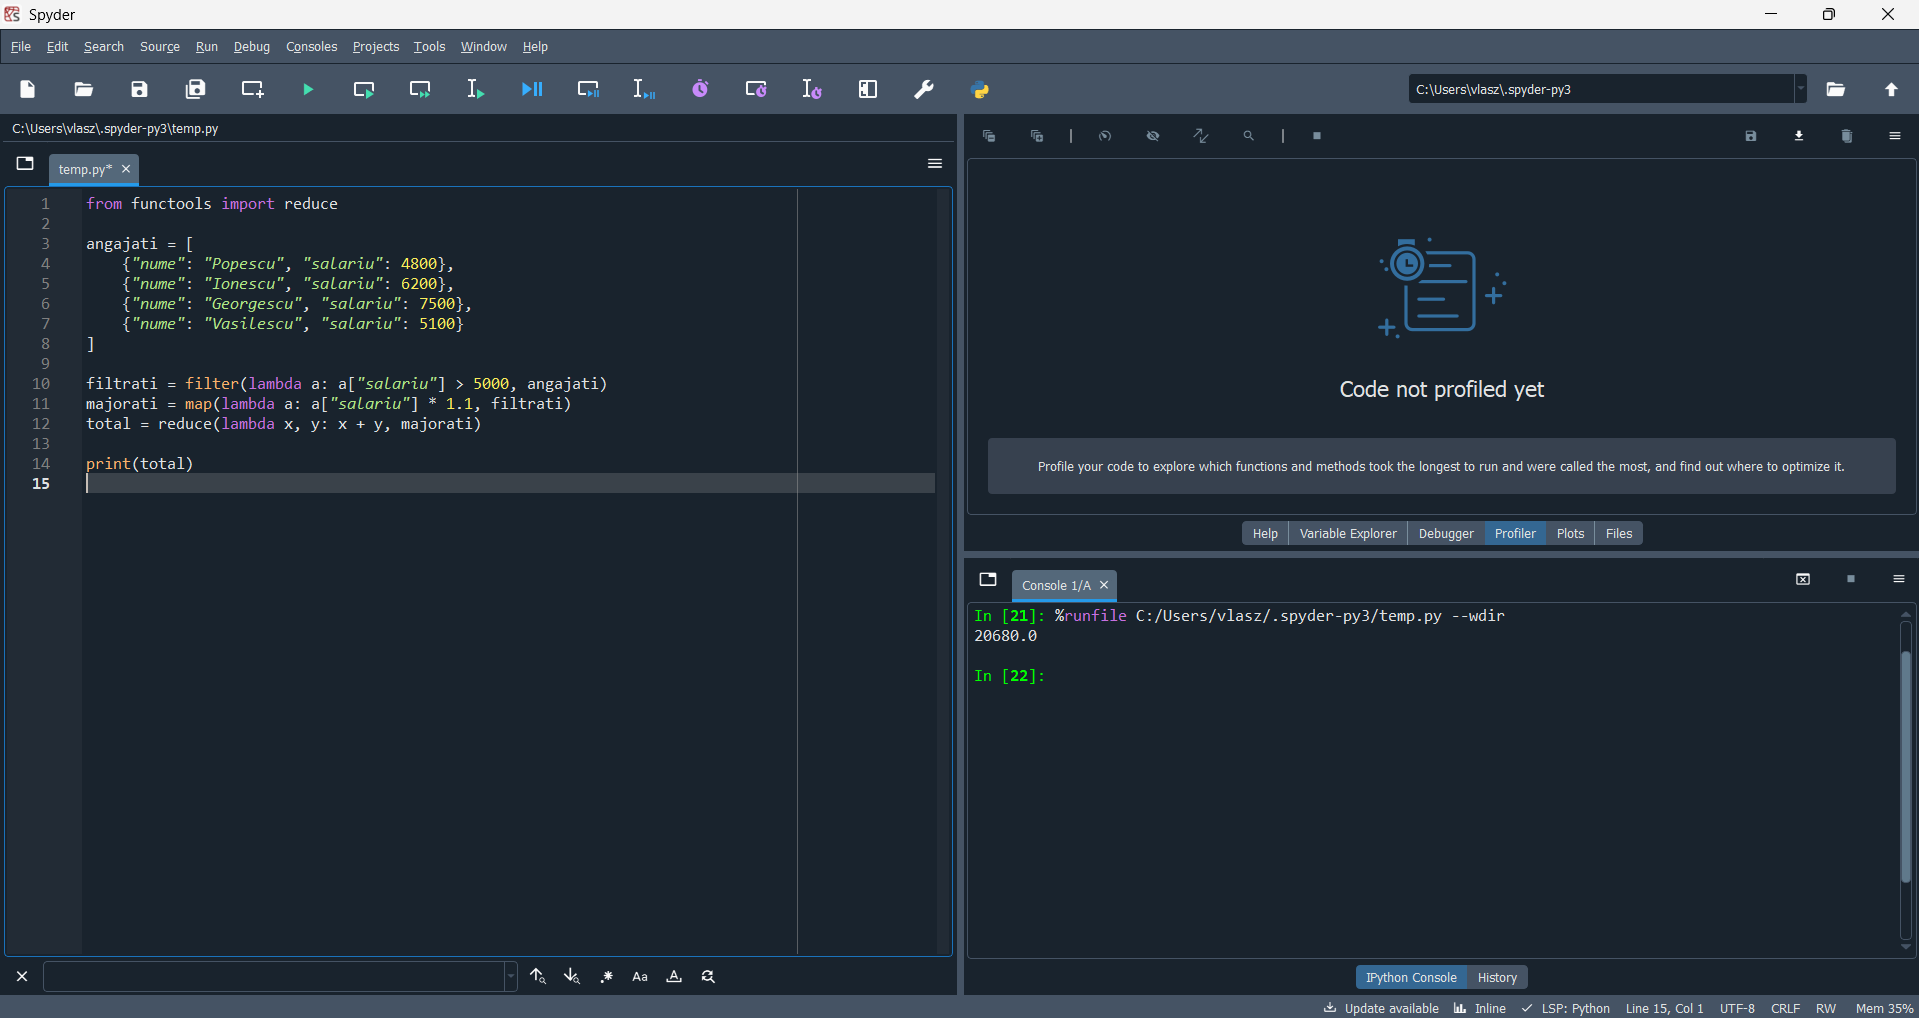 Spyder
File Edit Search Source Run Debug Consoles Projects Tools Window Help
C:\Users\vlasz\.spyder-py3
C:\Users\vlasz\.spyder-py3\temp.py
temp.py*
1 from functools import reduce
2
3 angajati = [
4 {"nume": "Popescu", "salariu": 4800},
5 {"nume": "Ionescu", "salariu": 6200},
6 {"nume": "Georgescu", "salariu": 7500},
7 {"nume": "Vasilescu", "salariu": 5100}
8 ]
9
10 filtrati = filter(lambda a: a["salariu"] > 5000, angajati)
11 majorati = map(lambda a: a["salariu"] * 1.1, filtrati)
12 total = reduce(lambda x, y: x + y, majorati)
13
14 print(total)
15
Code not profiled yet
Profile your code to explore which functions and methods took the longest to run and were called the most, and find out where to optimize it.
Help Variable Explorer Debugger Profiler Plots Files
Console 1/A
In [21]: %runfile C:/Users/vlasz/.spyder-py3/temp.py --wdir
20680.0
In [22]:
IPython Console History
.* Aa A
Update available Inline LSP: Python Line 15, Col 1 UTF-8 CRLF RW Mem 35%